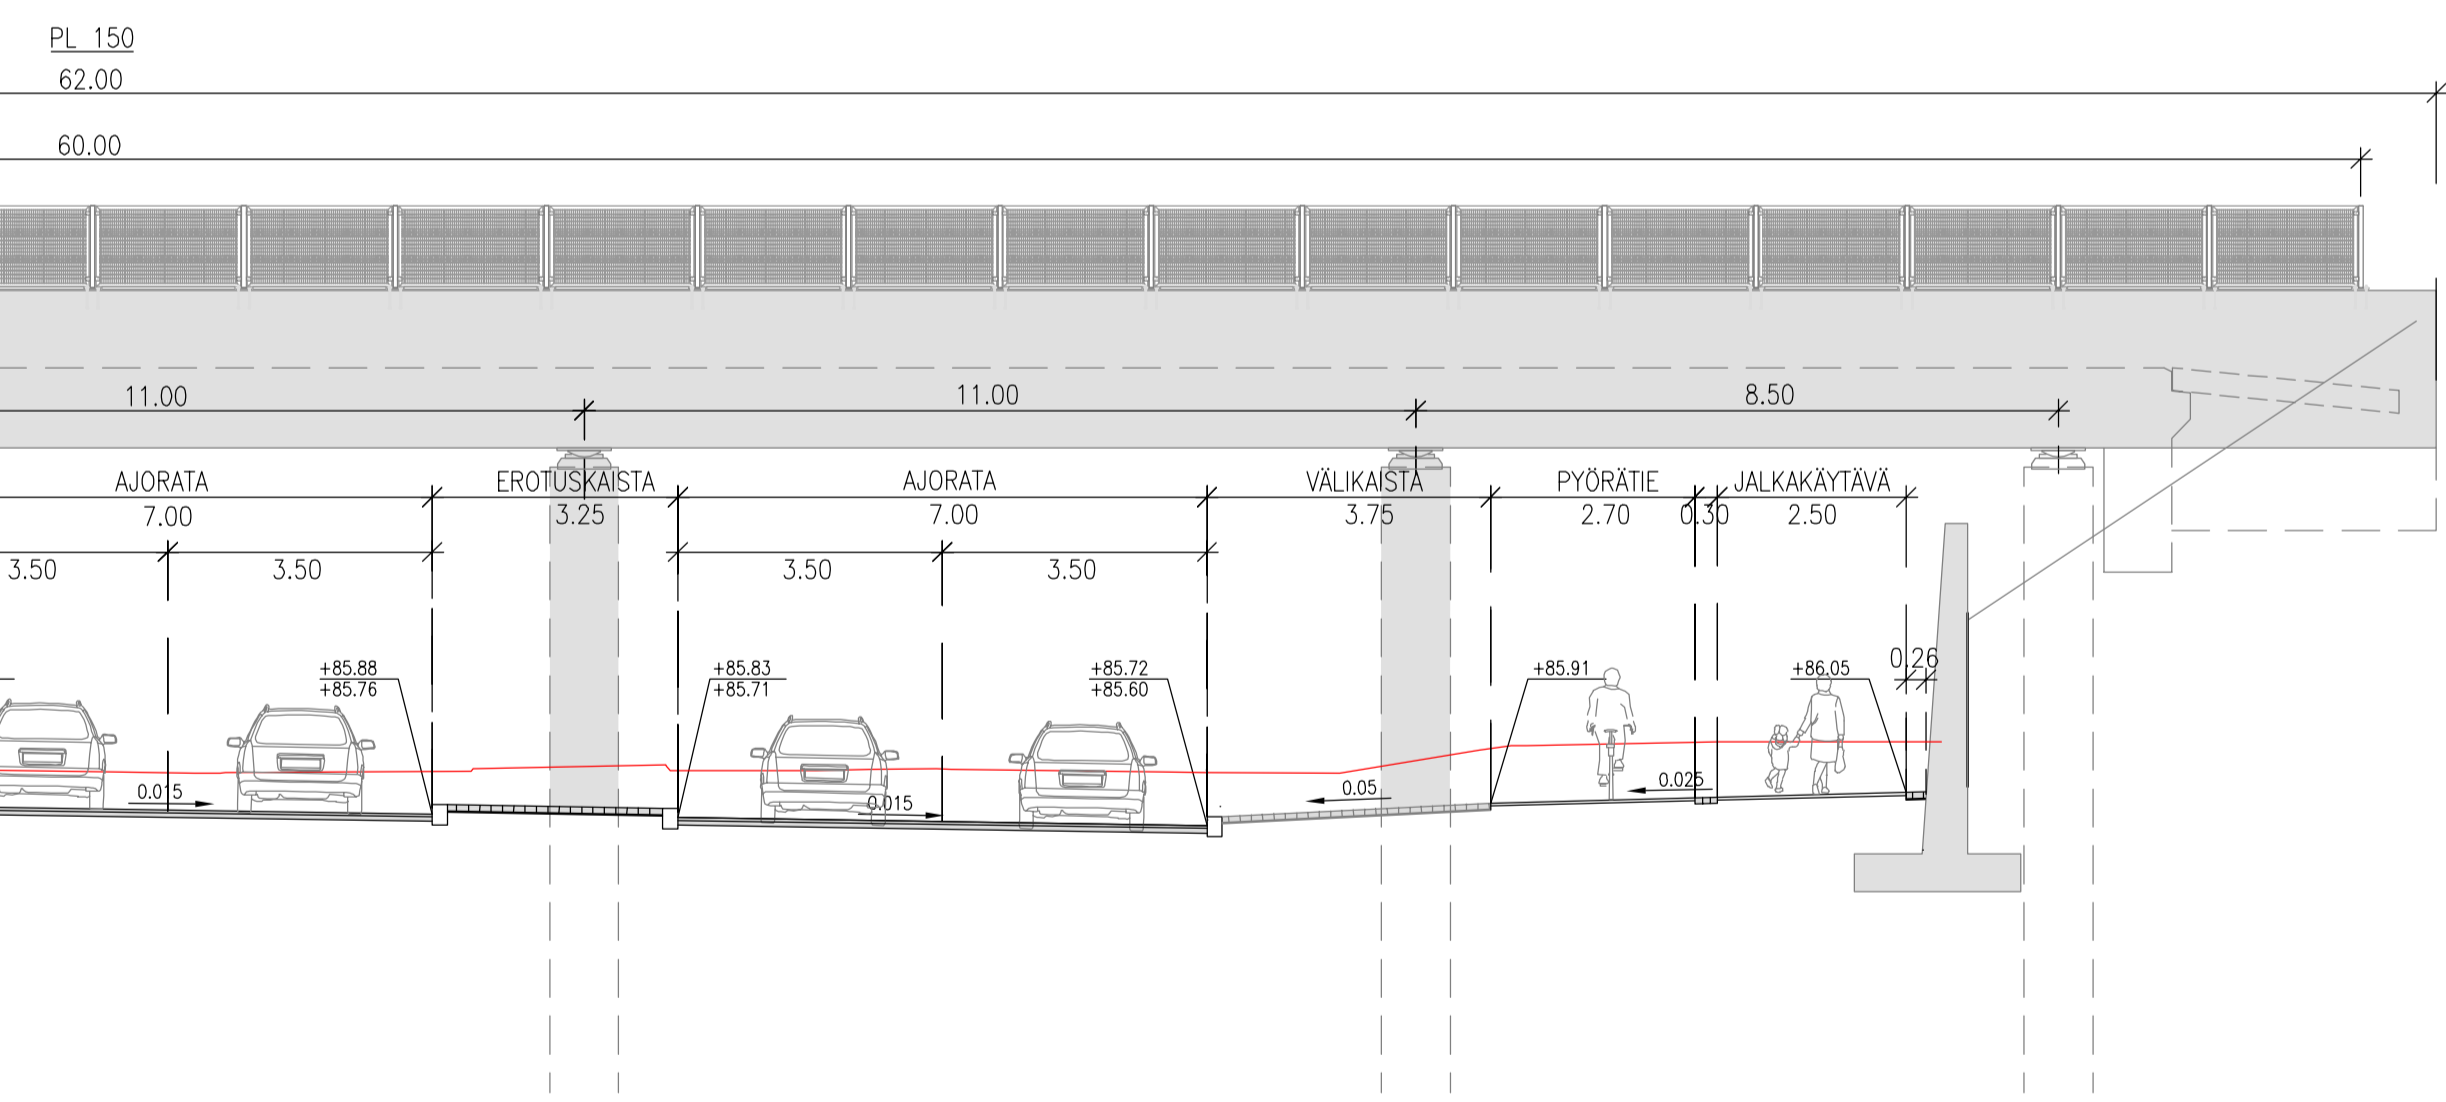 PL 150
62.00
60.00
11.00 11.00 8.50
AJORATA EROTUSKAISTA AJORATA VÄLIKAISTA PYÖRÄTIE JALKAKÄYTÄVÄ
7.00 3.25 7.00 3.75 2.70 0.30 2.50
3.50 3.50 3.50 3.50
0.26
+85.88 +85.83 +85.72 +85.91 +86.05
+85.76 +85.71 +85.60
0.015 0.015 0.05 0.025